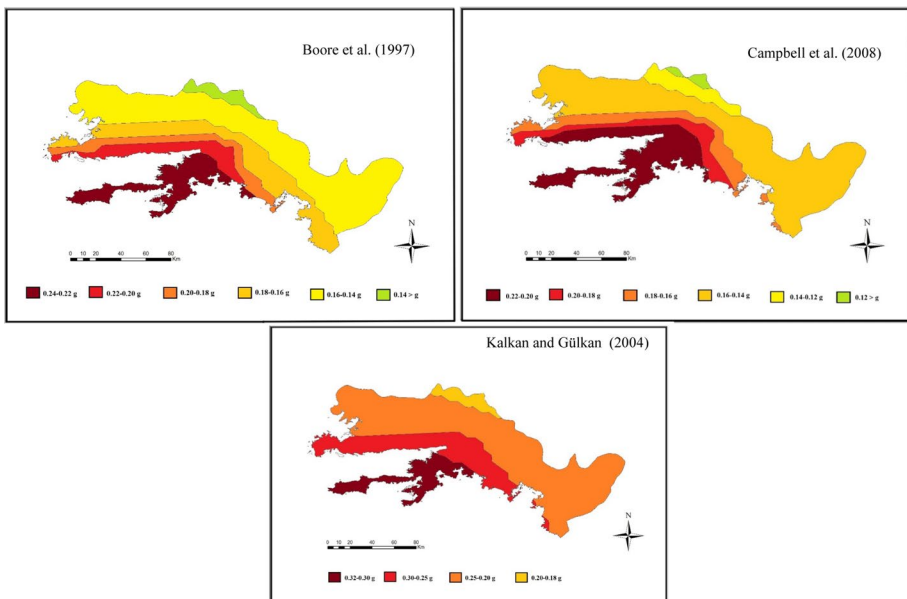 Boore et al. (1997)
N
0 5 10 20 40 60 80
Km
0.24-0.22 g 0.22-0.20 g 0.20-0.18 g 0.18-0.16 g 0.16-0.14 g 0.14 > g
Campbell et al. (2008)
N
0 5 10 20 40 60 80
Km
0.22-0.20 g 0.20-0.18 g 0.18-0.16 g 0.16-0.14 g 0.14-0.12 g 0.12 > g
Kalkan and Gülkan (2004)
N
0 5 10 20 40 60 80
Km
0.32-0.30 g 0.30-0.25 g 0.25-0.20 g 0.20-0.18 g